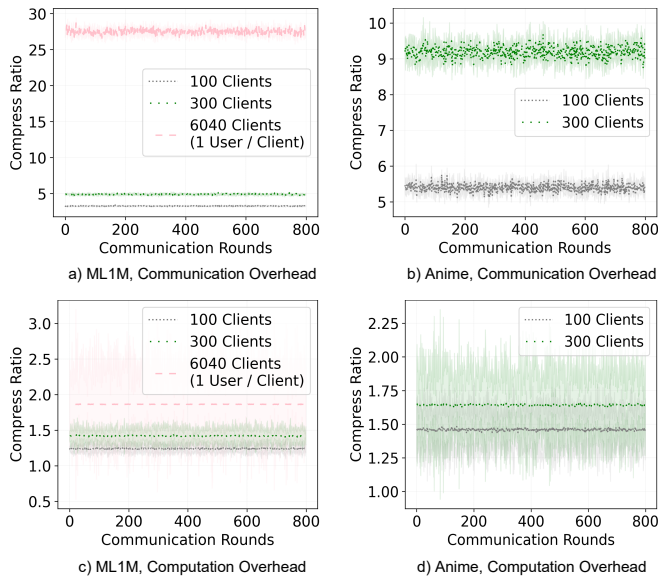 30
25
20
15
10
5
Compress Ratio
100 Clients
300 Clients
6040 Clients
(1 User / Client)
0 200 400 600 800
Communication Rounds
a) ML1M, Communication Overhead
10
9
8
7
6
5
Compress Ratio
100 Clients
300 Clients
0 200 400 600 800
Communication Rounds
b) Anime, Communication Overhead
3.0
2.5
2.0
1.5
1.0
0.5
Compress Ratio
100 Clients
300 Clients
6040 Clients
(1 User / Client)
0 200 400 600 800
Communication Rounds
c) ML1M, Computation Overhead
2.25
2.00
1.75
1.50
1.25
1.00
Compress Ratio
100 Clients
300 Clients
0 200 400 600 800
Communication Rounds
d) Anime, Computation Overhead